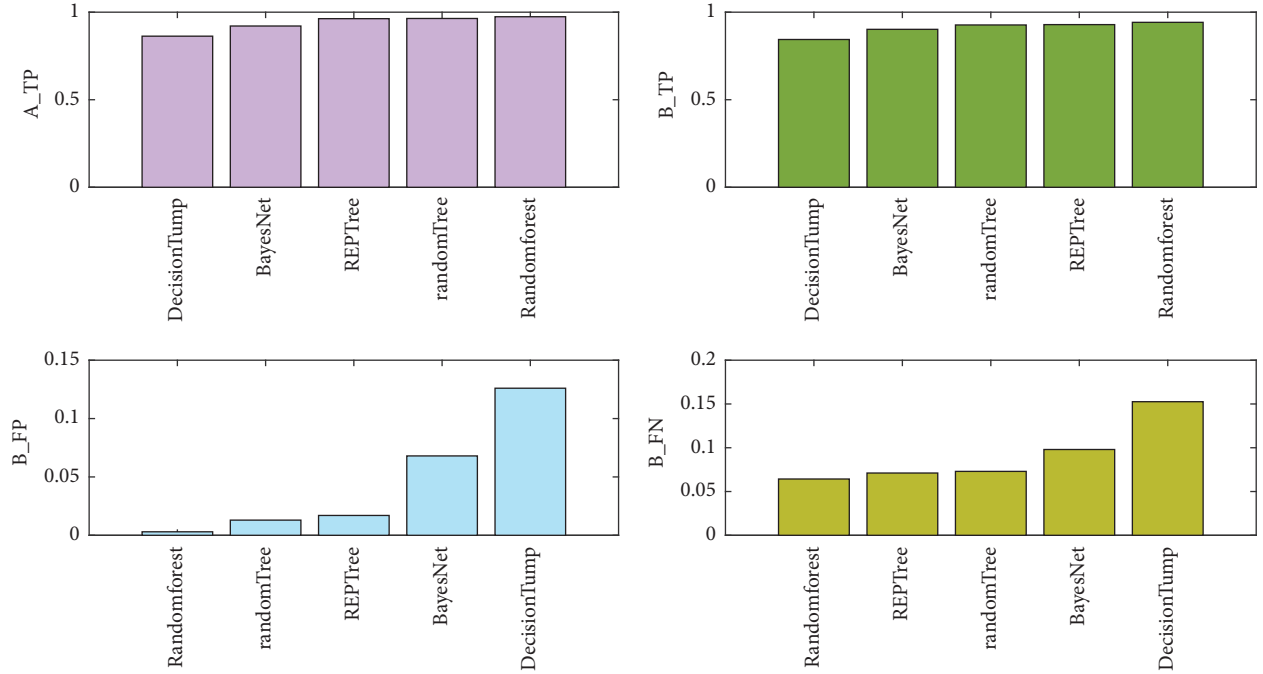 A_TP
1
0.5
0
DecisionTump
BayesNet
REPTree
randomTree
Randomforest
B_TP
1
0.5
0
DecisionTump
BayesNet
randomTree
REPTree
Randomforest
B_FP
0.15
0.1
0.05
0
Randomforest
randomTree
REPTree
BayesNet
DecisionTump
B_FN
0.2
0.15
0.1
0.05
0
Randomforest
REPTree
randomTree
BayesNet
DecisionTump